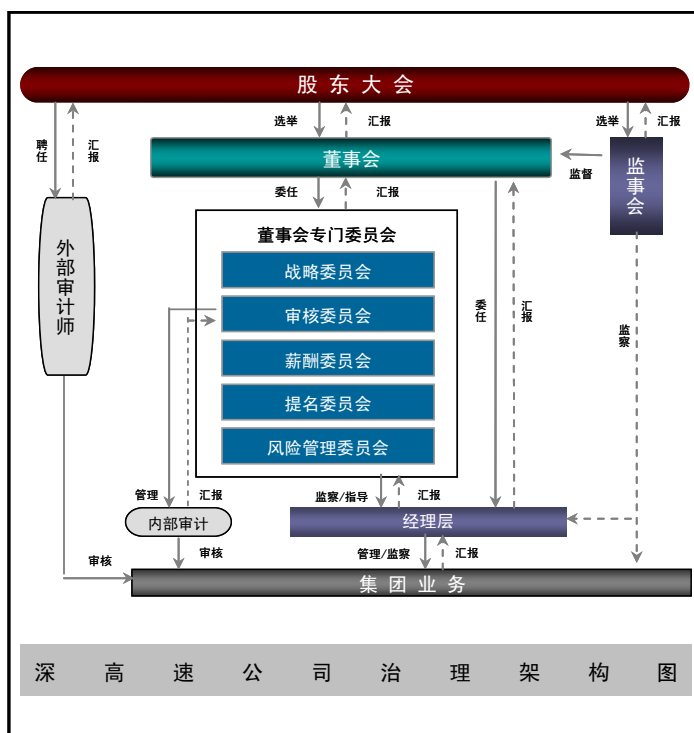 股东大会
聘任
汇报
选举
汇报
选举
汇报
董事会
监督
监事会
委任
汇报
外部审计师
董事会专门委员会
战略委员会
审核委员会
薪酬委员会
提名委员会
风险管理委员会
委任
汇报
监察
管理
汇报
监察/指导
汇报
内部审计
经理层
审核
审核
管理/监察
汇报
集团业务
深高速公司治理架构图